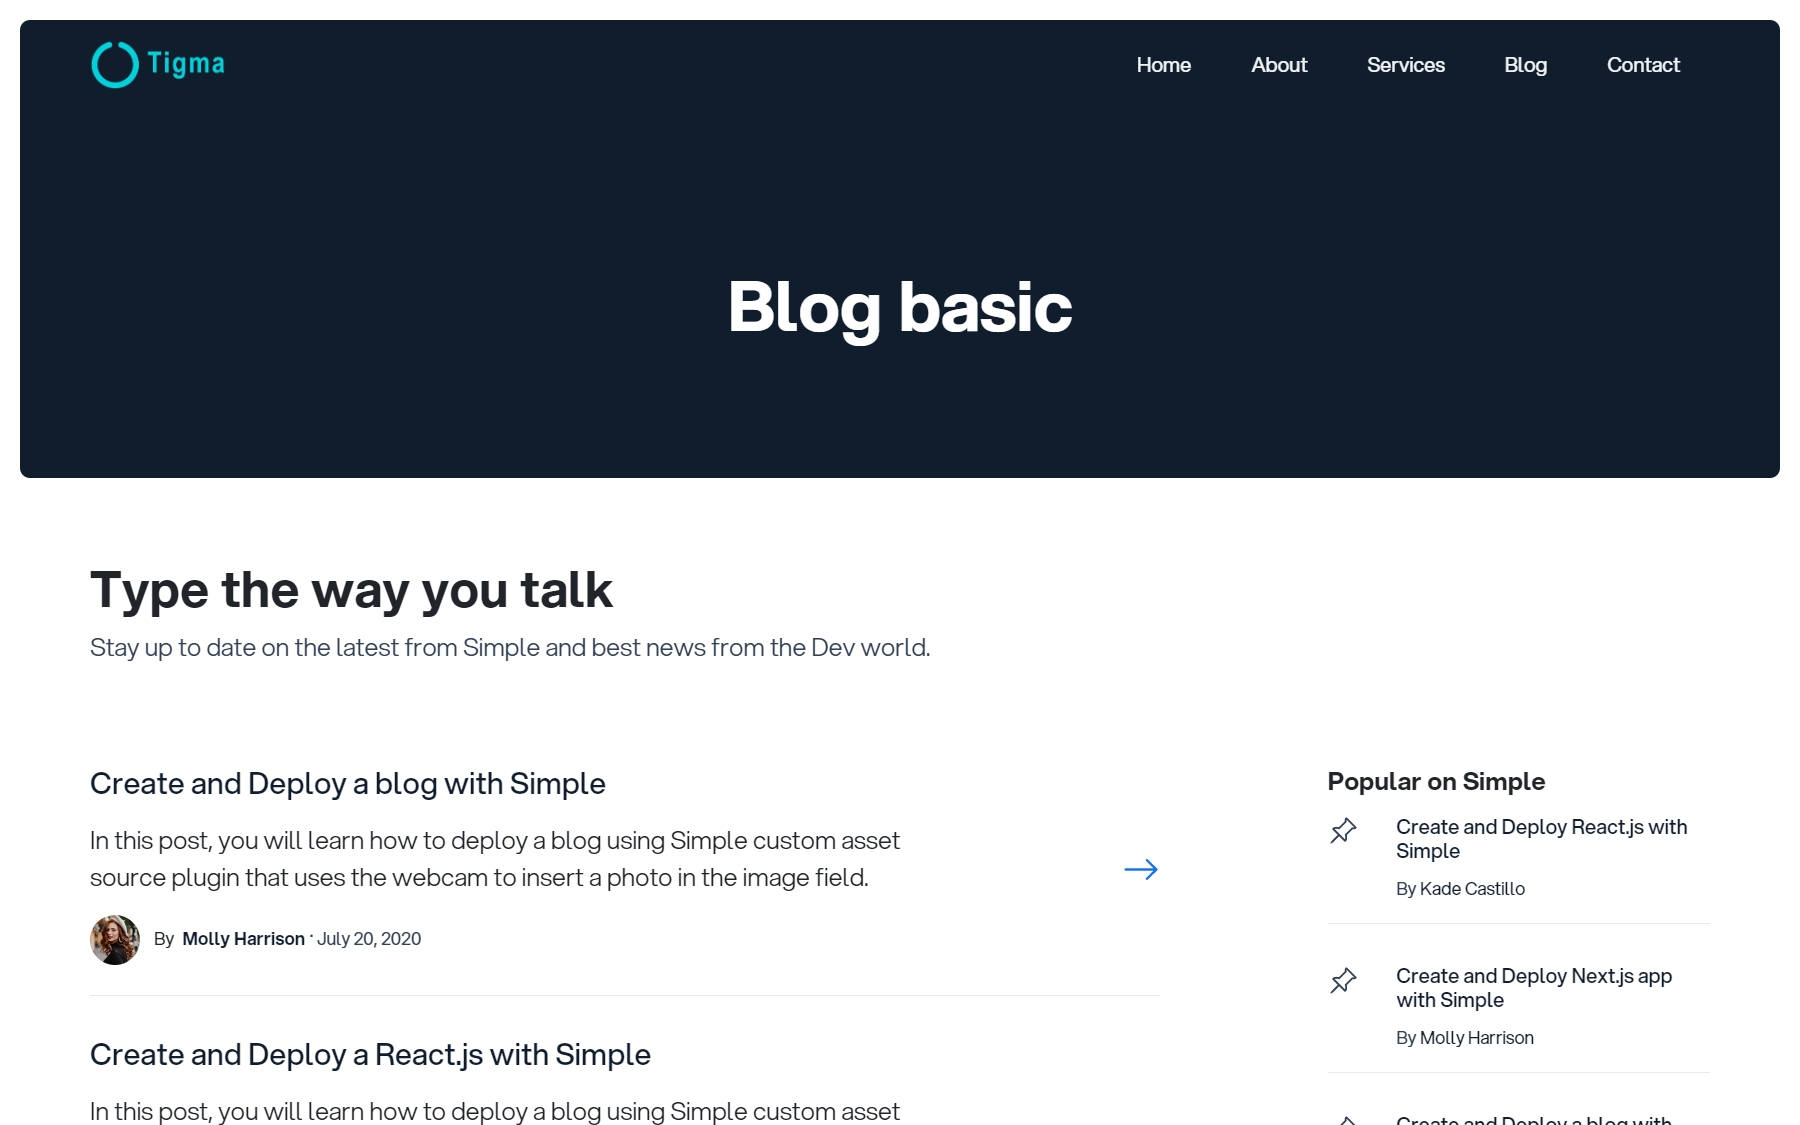 Tigma
Home
About
Services
Blog
Contact
Blog basic
Type the way you talk
Stay up to date on the latest from Simple and best news from the Dev world.
Create and Deploy a blog with Simple
In this post, you will learn how to deploy a blog using Simple custom asset
source plugin that uses the webcam to insert a photo in the image field.
By Molly Harrison · July 20, 2020
Create and Deploy a React.js with Simple
In this post, you will learn how to deploy a blog using Simple custom asset
Popular on Simple
Create and Deploy React.js with
Simple
By Kade Castillo
Create and Deploy Next.js app
with Simple
By Molly Harrison
Create and Deploy a blog with